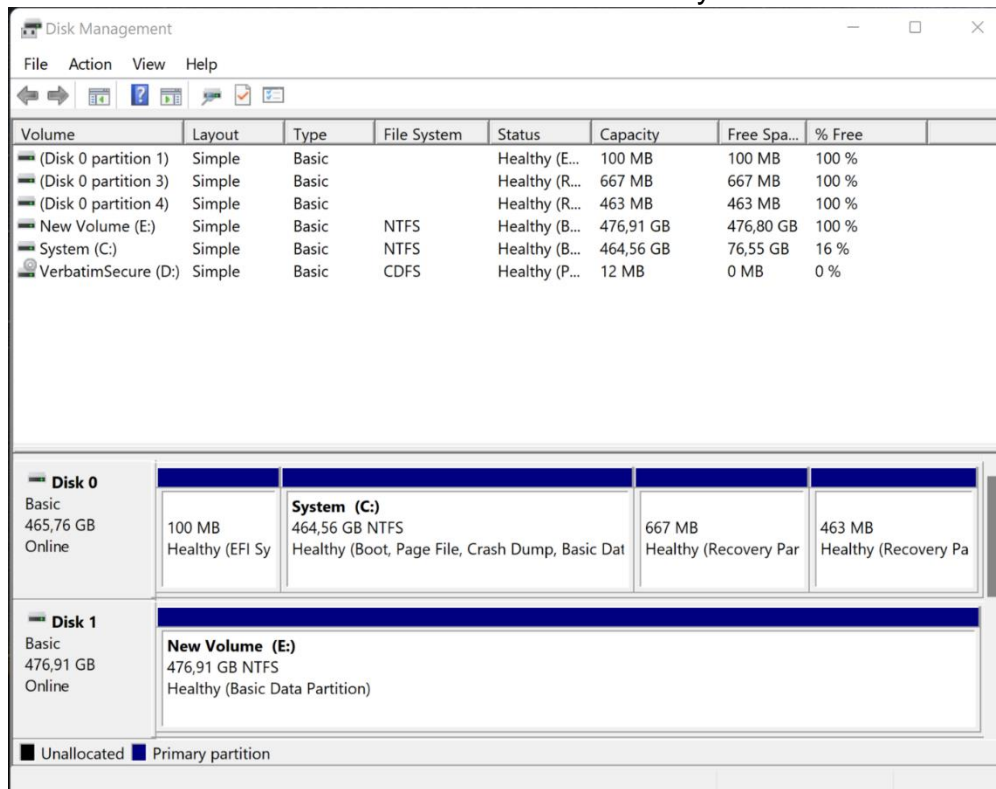 Disk Management
File Action View Help
Volume Layout Type File System Status Capacity Free Spa... % Free
(Disk 0 partition 1) Simple Basic Healthy (E... 100 MB 100 MB 100 %
(Disk 0 partition 3) Simple Basic Healthy (R... 667 MB 667 MB 100 %
(Disk 0 partition 4) Simple Basic Healthy (R... 463 MB 463 MB 100 %
New Volume (E:) Simple Basic NTFS Healthy (B... 476,91 GB 476,80 GB 100 %
System (C:) Simple Basic NTFS Healthy (B... 464,56 GB 76,55 GB 16 %
VerbatimSecure (D:) Simple Basic CDFS Healthy (P... 12 MB 0 MB 0 %
Disk 0
Basic
465,76 GB
Online
100 MB
Healthy (EFI Sy
System (C:)
464,56 GB NTFS
Healthy (Boot, Page File, Crash Dump, Basic Dat
667 MB
Healthy (Recovery Par
463 MB
Healthy (Recovery Pa
Disk 1
Basic
476,91 GB
Online
New Volume (E:)
476,91 GB NTFS
Healthy (Basic Data Partition)
Unallocated Primary partition